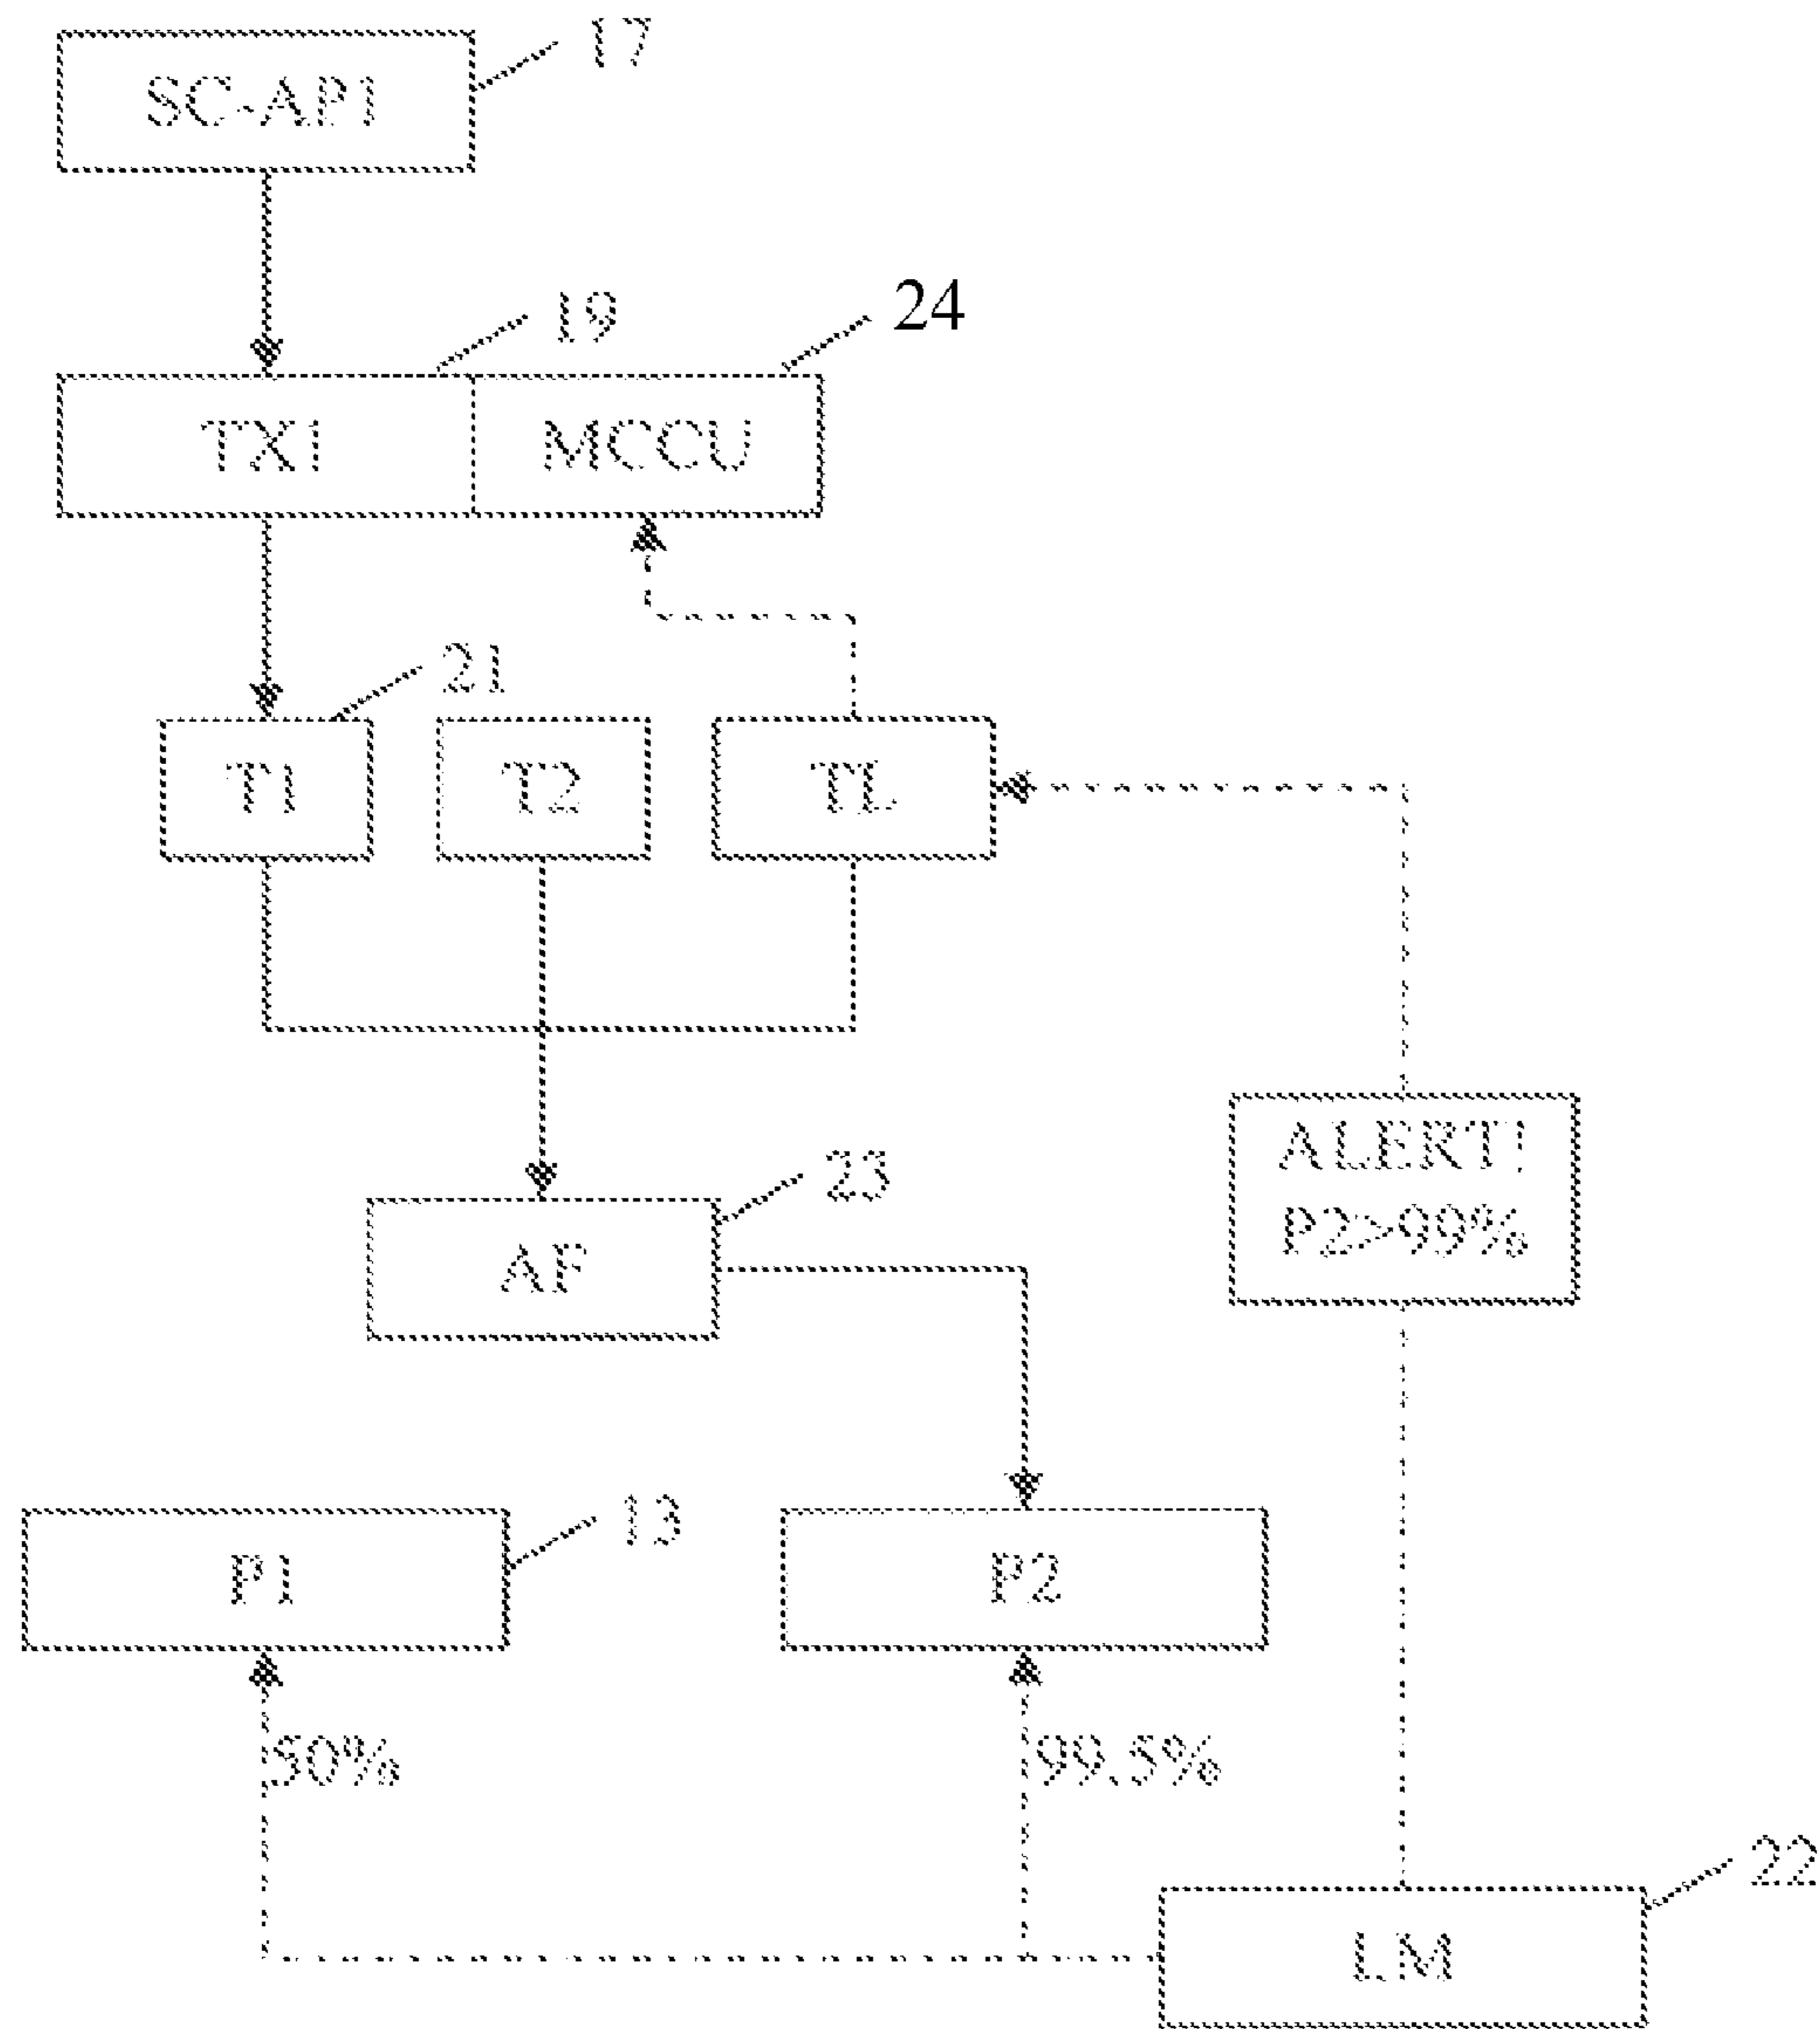 17
SC-AP1
19
24
TX1
MCCU
21
T1
T2
TL
ALERT!
P2>99%
23
AF
13
P1
P2
50%
99.5%
22
LM